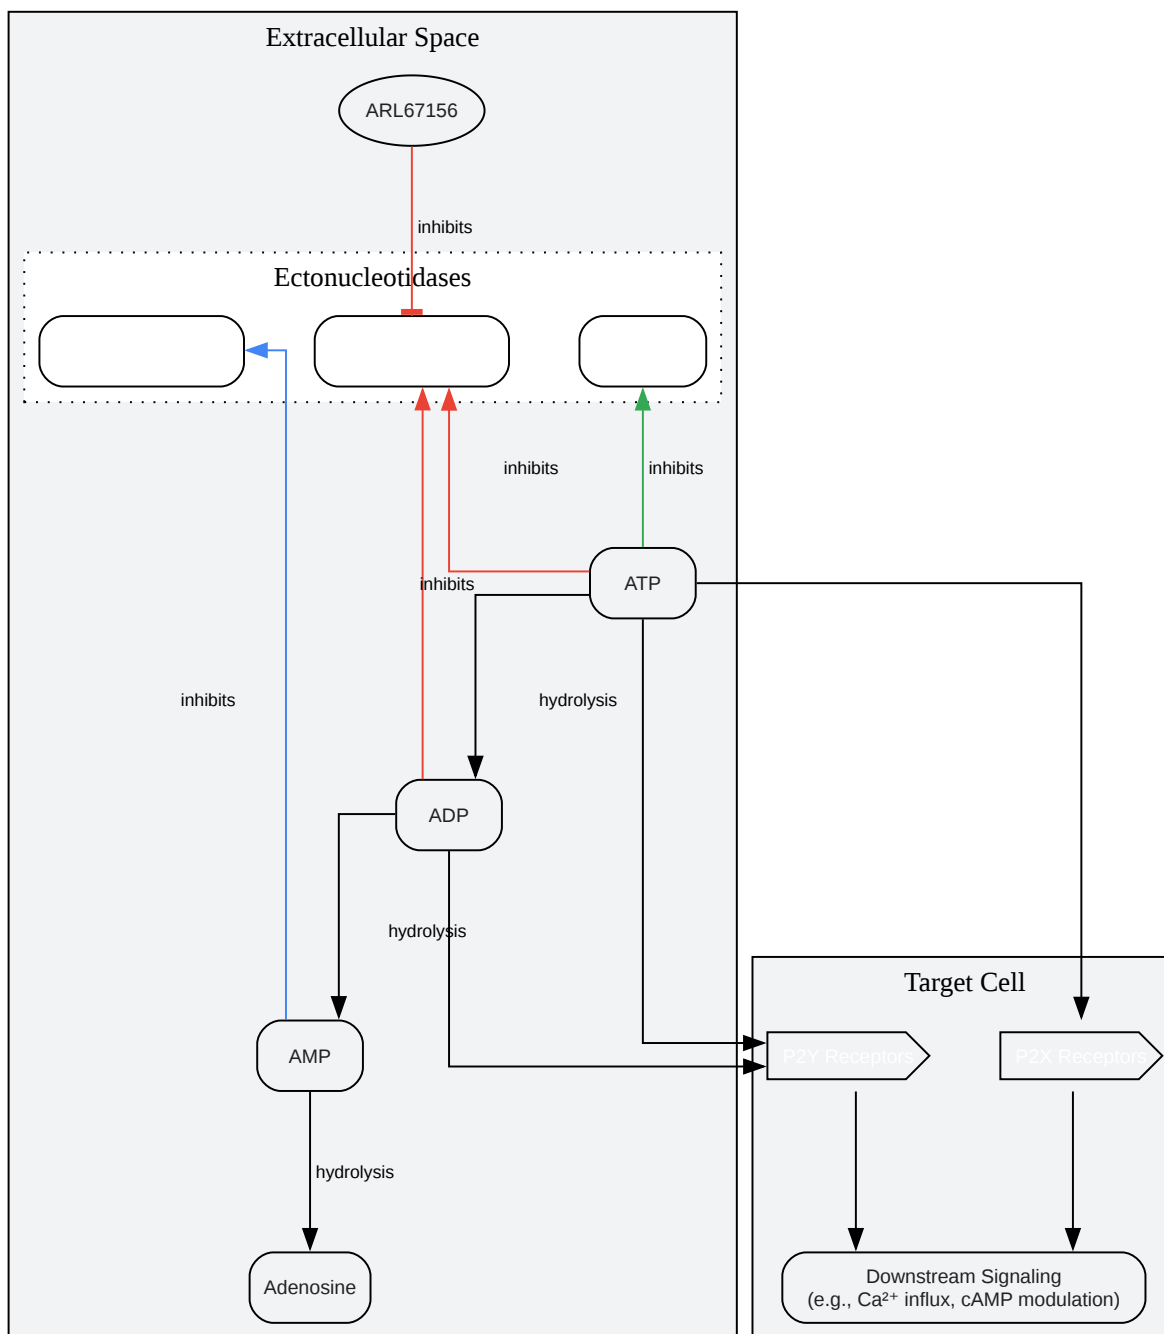 Extracellular Space
ARL67156
inhibits
Ectonucleotidases
inhibits
inhibits
inhibits
ATP
inhibits
hydrolysis
ADP
hydrolysis
Target Cell
P2Y Receptors
P2X Receptors
AMP
hydrolysis
Adenosine
Downstream Signaling
(e.g., Ca²⁺ influx, cAMP modulation)